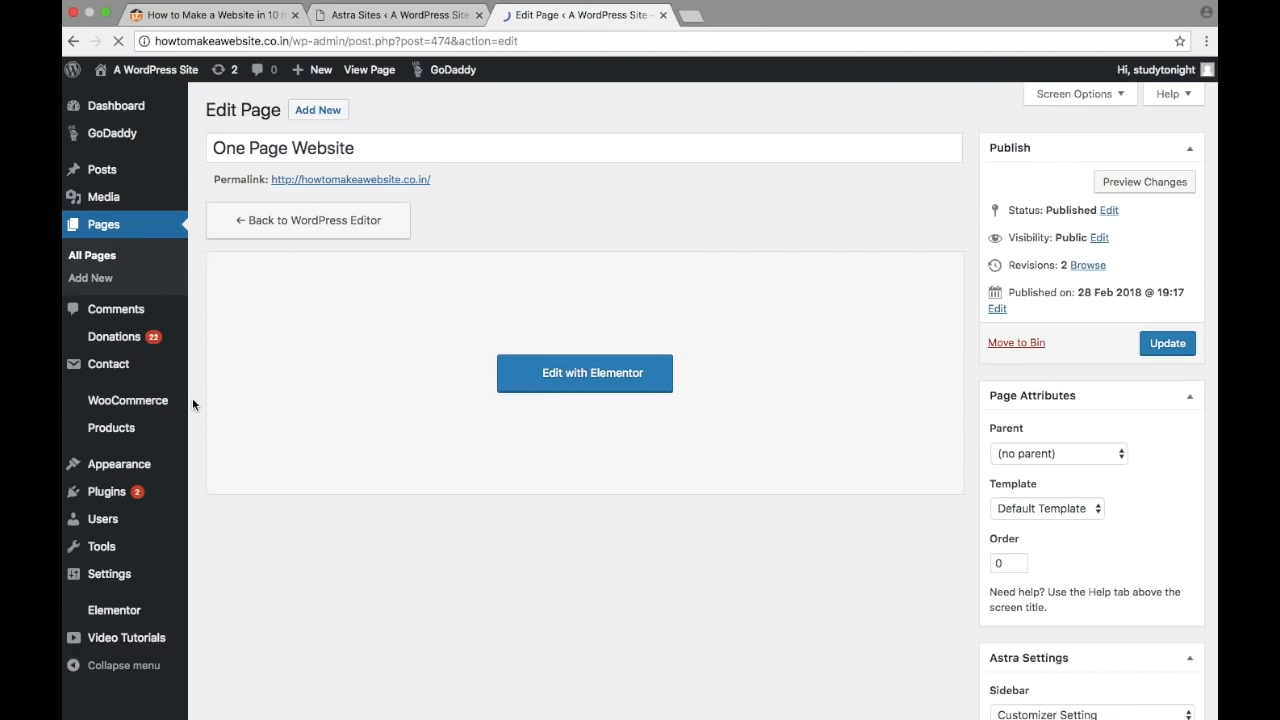 How to Make a Website in 10 m
Astra Sites ‹ A WordPress Site
Edit Page ‹ A WordPress Site –
howtomakeawebsite.co.in/wp-admin/post.php?post=474&action=edit
A WordPress Site
2
0
New
View Page
GoDaddy
Hi, studytonight
Dashboard
GoDaddy
Posts
Media
Pages
All Pages
Add New
Comments
Donations 22
Contact
WooCommerce
Products
Appearance
Plugins 2
Users
Tools
Settings
Elementor
Video Tutorials
Collapse menu
Screen Options
Help
Edit Page
Add New
One Page Website
Permalink: http://howtomakeawebsite.co.in/
← Back to WordPress Editor
Edit with Elementor
Publish
Preview Changes
Status: Published Edit
Visibility: Public Edit
Revisions: 2 Browse
Published on: 28 Feb 2018 @ 19:17
Edit
Move to Bin
Update
Page Attributes
Parent
(no parent)
Template
Default Template
Order
0
Need help? Use the Help tab above the
screen title.
Astra Settings
Sidebar
Customizer Setting